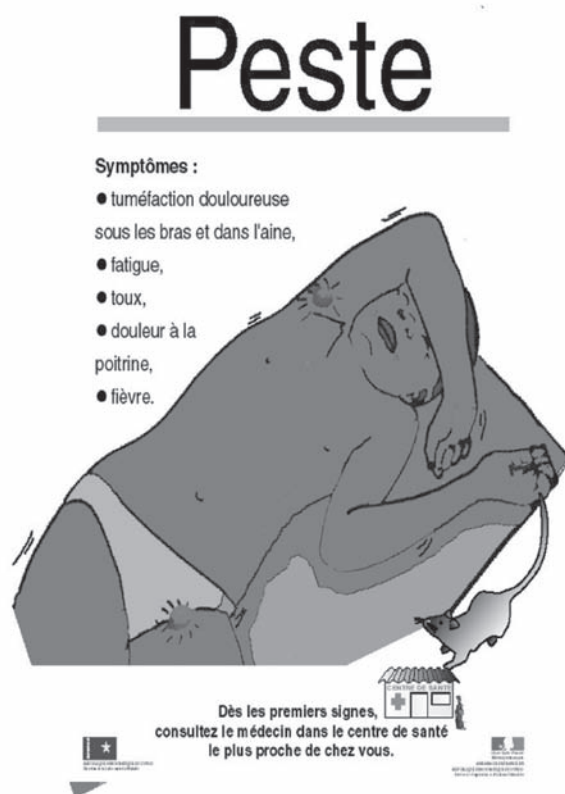 Peste
Symptômes :
● tuméfaction douloureuse
sous les bras et dans l'aine,
● fatigue,
● toux,
● douleur à la
poitrine,
● fièvre.
CENTRE DE SANTE
Dès les premiers signes,
consultez le médecin dans le centre de santé
le plus proche de chez vous.